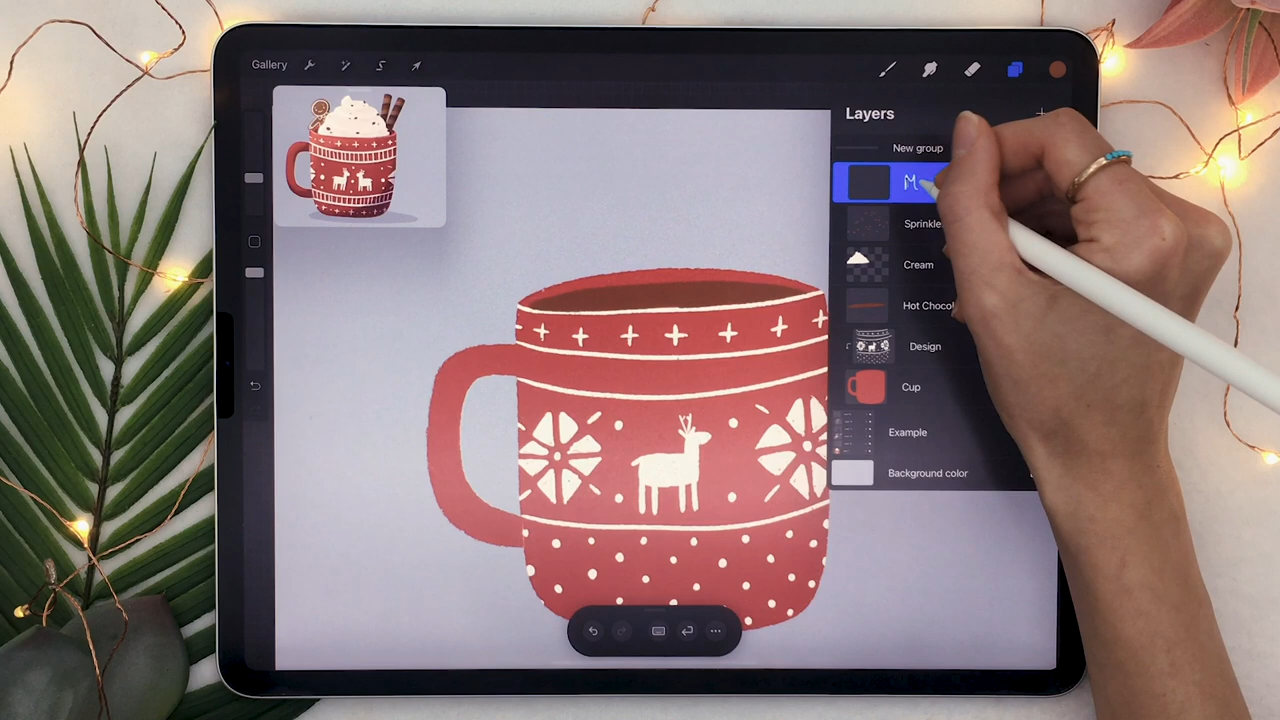 Gallery
Layers
New group
M
Sprinkle
Cream
Hot Chocol
Design
Cup
Example
Background color